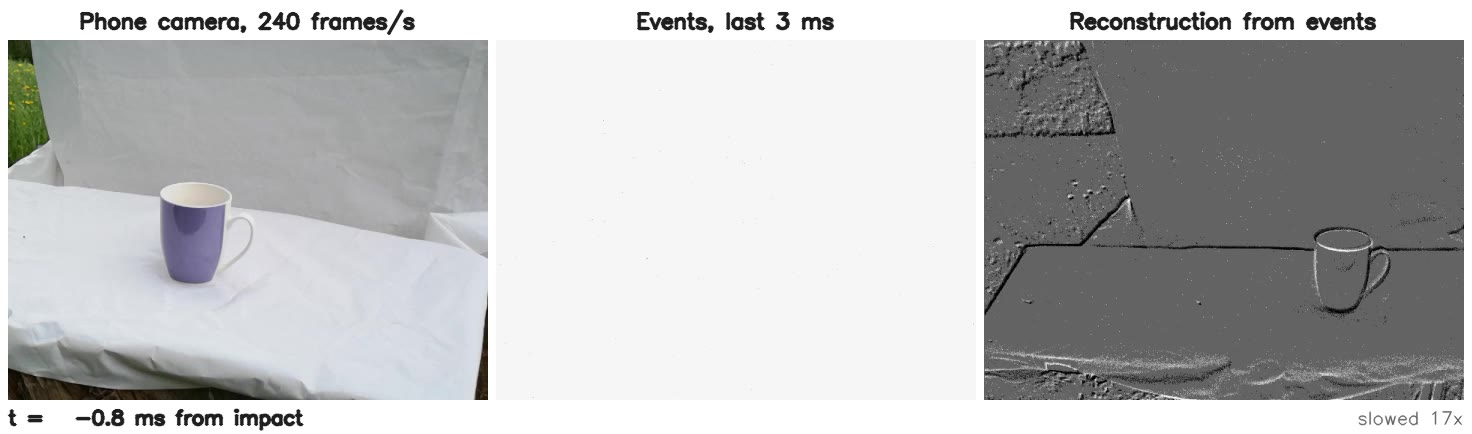 Phone camera, 240 frames/s
Events, last 3 ms
Reconstruction from events
t = −0.8 ms from impact
slowed 17x